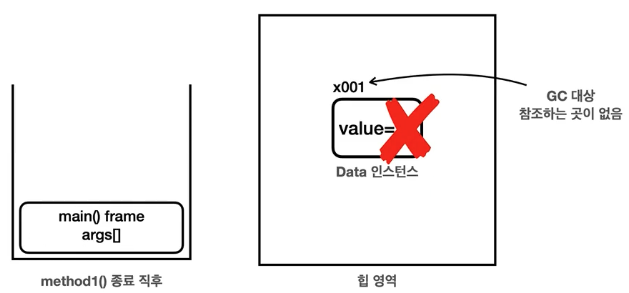 main() frame
args[]
method1() 종료 직후
x001
value=
Data 인스턴스
힙 영역
GC 대상
참조하는 곳이 없음